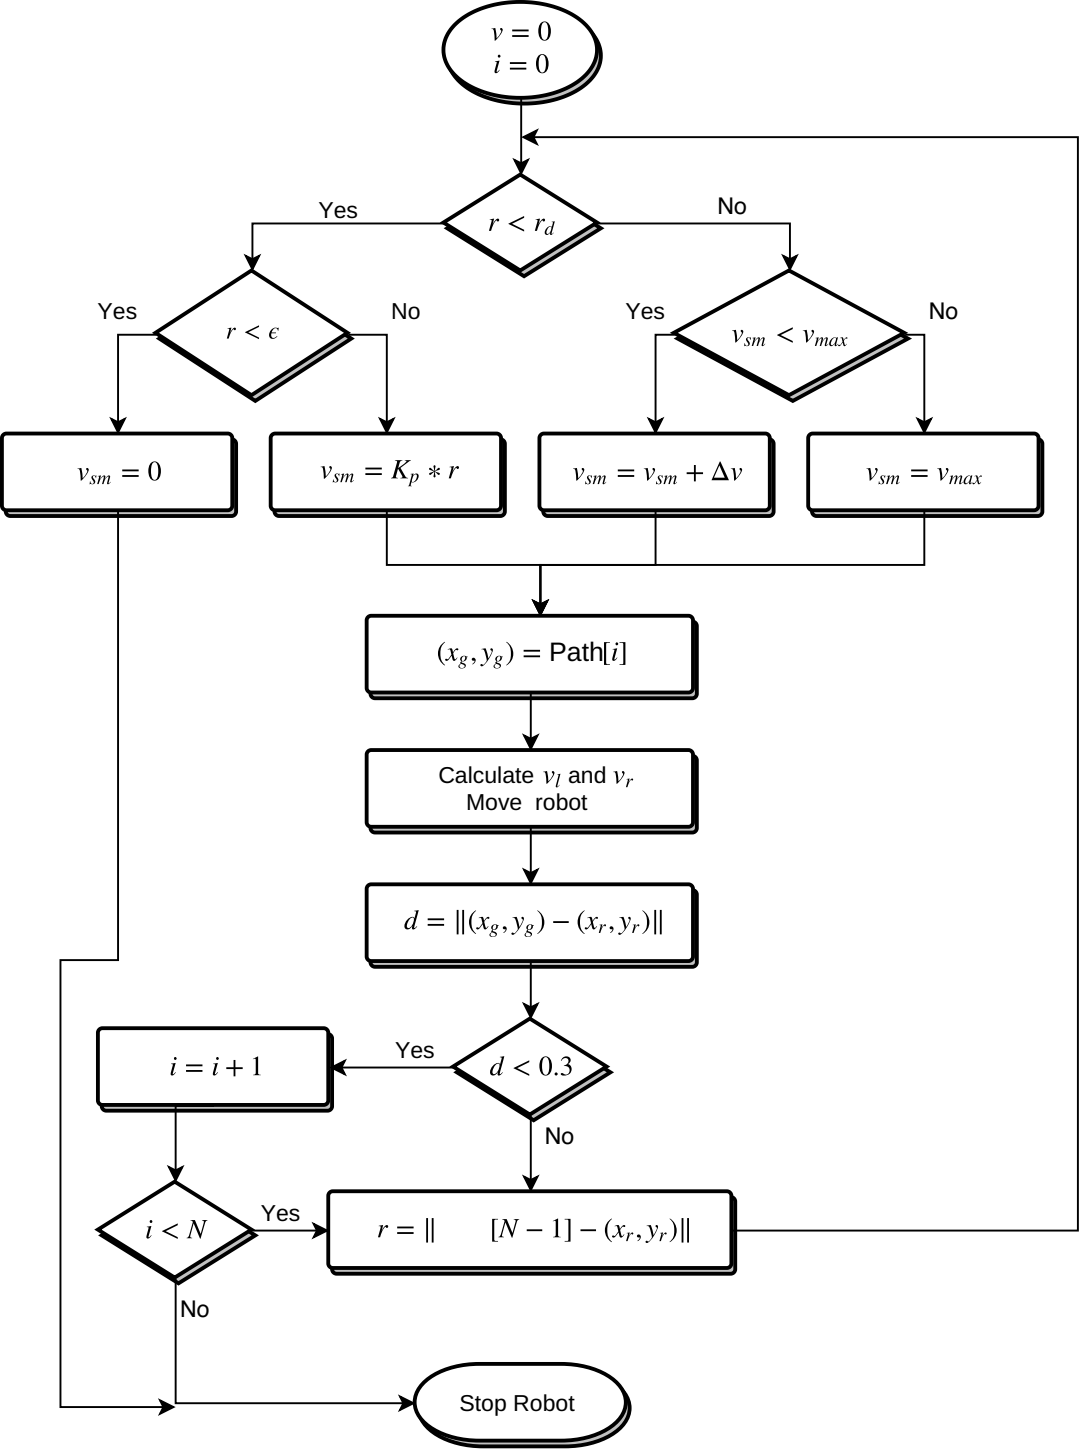 v = 0
i = 0
Yes
No
r < r_d
Yes
No
Yes
No
r < ϵ
v_sm < v_max
v_sm = 0
v_sm = K_p ∗ r
v_sm = v_sm + Δv
v_sm = v_max
(x_g, y_g) = Path[i]
Calculate v_l and v_r
Move robot
d = ‖(x_g, y_g) − (x_r, y_r)‖
Yes
i = i + 1
d < 0.3
No
Yes
i < N
r = ‖ [N − 1] − (x_r, y_r)‖
No
Stop Robot